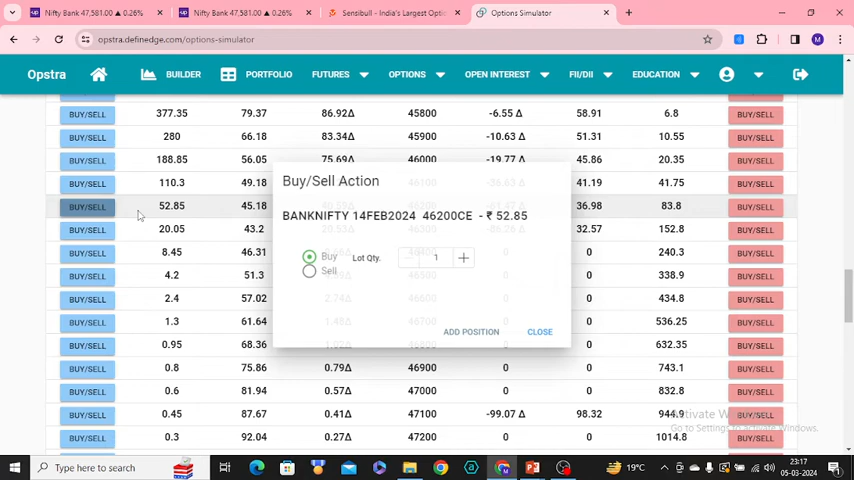 Nifty Bank 47,581.00 ▲ 0.26%
Nifty Bank 47,581.00 ▲ 0.26%
Sensibull - India's Largest Optio
Options Simulator
opstra.definedge.com/options-simulator
M
Opstra BUILDER PORTFOLIO FUTURES OPTIONS OPEN INTEREST FII/DII EDUCATION
BUY/SELL 377.35 79.37 86.92Δ 45800 -6.55 Δ 58.91 6.8 BUY/SELL
BUY/SELL 280 66.18 83.34Δ 45900 -10.63 Δ 51.31 10.55 BUY/SELL
BUY/SELL 188.85 56.05 75.69Δ 46000 -19.77 Δ 45.86 20.35 BUY/SELL
BUY/SELL 110.3 49.18 41.19 41.75 BUY/SELL
BUY/SELL 52.85 45.18 36.98 83.8 BUY/SELL
BUY/SELL 20.05 43.2 32.57 152.8 BUY/SELL
BUY/SELL 8.45 46.31 0 240.3 BUY/SELL
BUY/SELL 4.2 51.3 0 338.9 BUY/SELL
BUY/SELL 2.4 57.02 2.74Δ 46600 0 0 434.8 BUY/SELL
BUY/SELL 1.3 61.64 1.48Δ 46700 0 0 536.25 BUY/SELL
BUY/SELL 0.95 68.36 46800 0 0 632.35 BUY/SELL
BUY/SELL 0.8 75.86 0.79Δ 46900 0 0 743.1 BUY/SELL
BUY/SELL 0.6 81.94 0.57Δ 47000 0 0 832.8 BUY/SELL
BUY/SELL 0.45 87.67 0.41Δ 47100 -99.07 Δ 98.32 944.9 BUY/SELL
BUY/SELL 0.3 92.04 0.27Δ 47200 0 0 1014.8 BUY/SELL
Buy/Sell Action
BANKNIFTY 14FEB2024 46200CE - ₹ 52.85
Buy
Lot Qty. 1 +
Sell
ADD POSITION CLOSE
Activate
Go to Settings to activate Windows.
Type here to search
19°C
23:17
05-03-2024